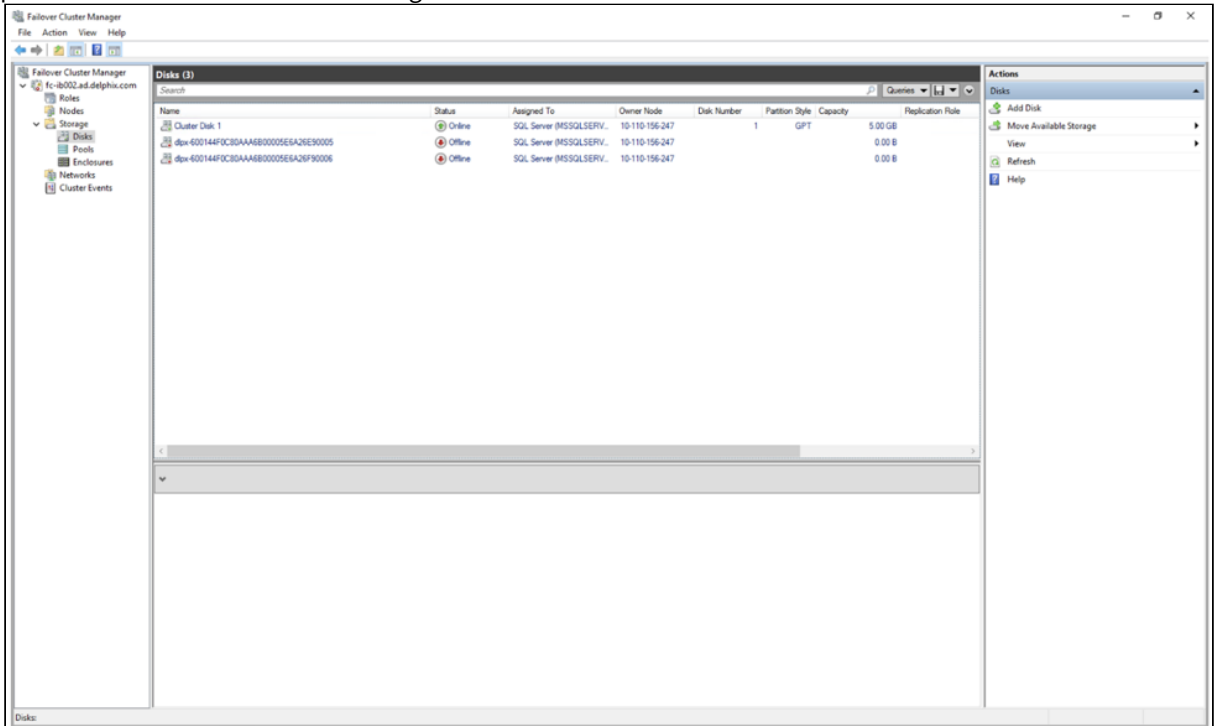 Failover Cluster Manager
File Action View Help
Failover Cluster Manager
fc-ib002.ad.delphix.com
Roles
Nodes
Storage
Disks
Pools
Enclosures
Networks
Cluster Events
Disks (3)
Search
Queries
Name Status Assigned To Owner Node Disk Number Partition Style Capacity Replication Role
Cluster Disk 1 Online SQL Server (MSSQLSERV... 10-110-156-247 1 GPT 5.00 GB
Offline SQL Server (MSSQLSERV... 10-110-156-247 0.00 B
Offline SQL Server (MSSQLSERV... 10-110-156-247 0.00 B
Actions
Disks
Add Disk
Move Available Storage
View
Refresh
Help
Disks: